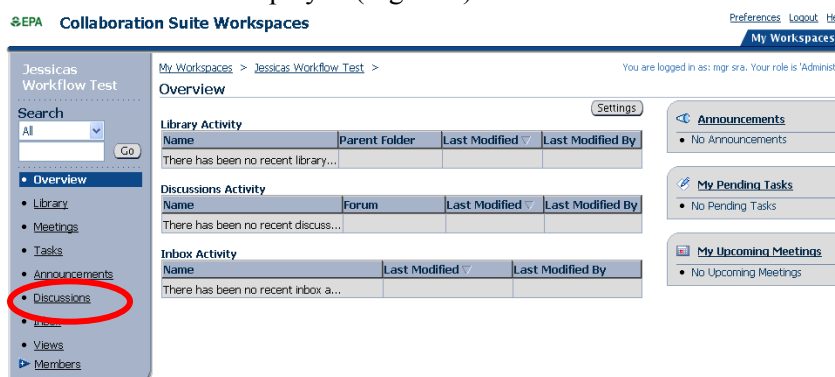 EPA Collaboration Suite Workspaces
Preferences Logout
My Workspaces
Jessicas
Workflow Test
Search
All
Go
Overview
Library
Meetings
Tasks
Announcements
Discussions
Inbox
Views
Members
My Workspaces > Jessicas Workflow Test >
You are logged in as: mgr sra. Your role is 'Administ
Overview
Settings
Library Activity
Name Parent Folder Last Modified Last Modified By
There has been no recent library...
Discussions Activity
Name Forum Last Modified Last Modified By
There has been no recent discuss...
Inbox Activity
Name Last Modified Last Modified By
There has been no recent inbox a...
Announcements
No Announcements
My Pending Tasks
No Pending Tasks
My Upcoming Meetings
No Upcoming Meetings